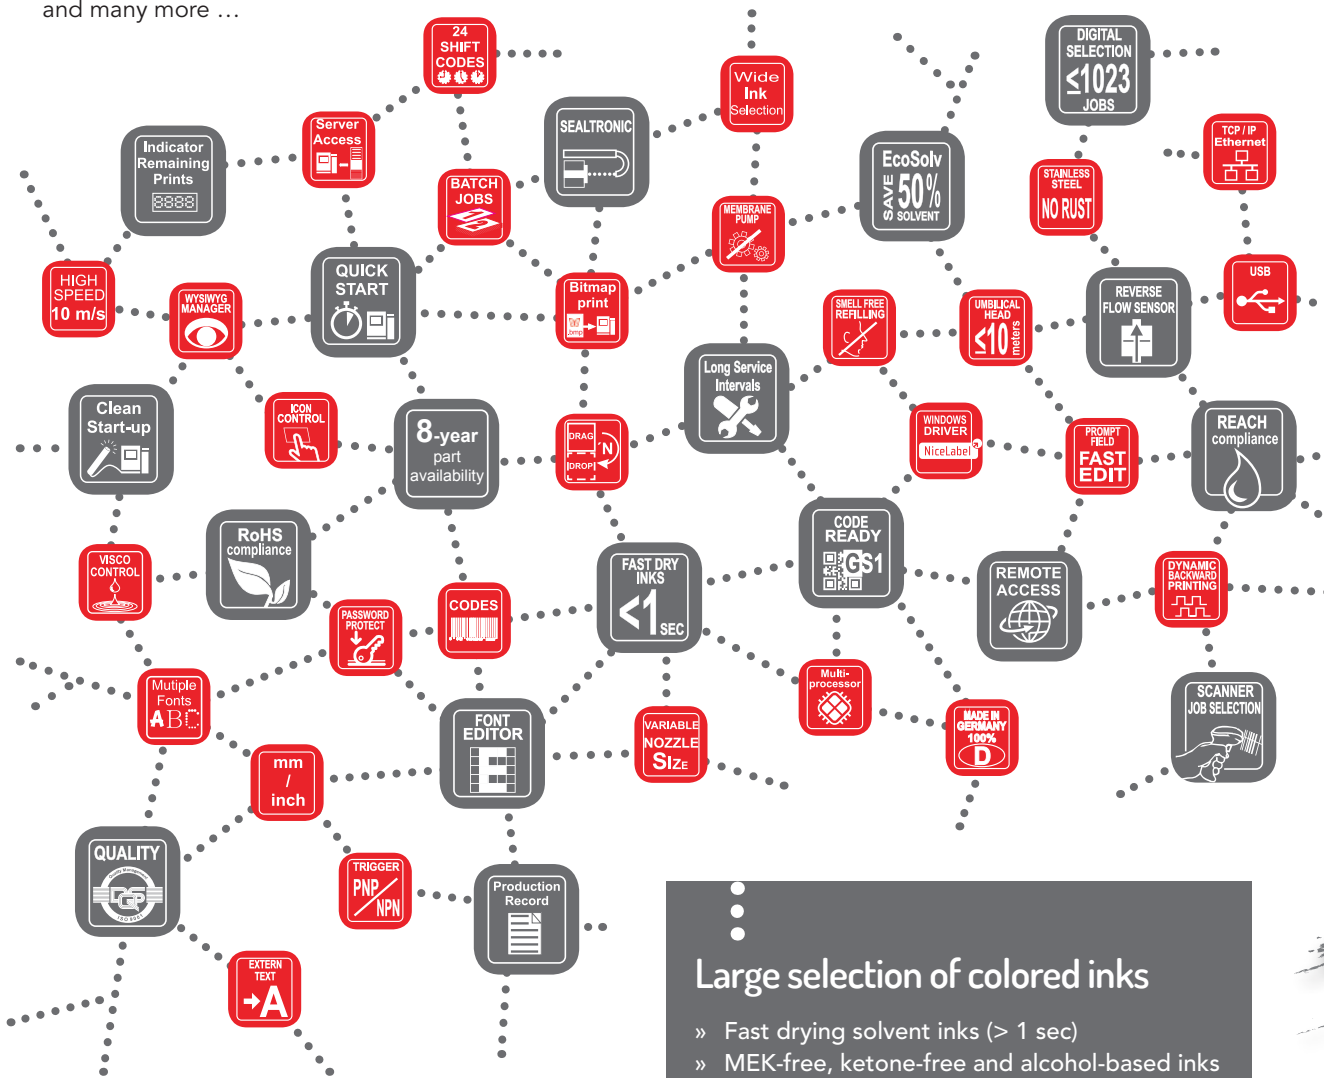 and many more …
24
SHIFT
CODES
Wide
Ink
Selection
DIGITAL
SELECTION
≤1023
JOBS
Indicator
Remaining
Prints
8888
Server
Access
SEALTRONIC
BATCH
JOBS
EcoSolv
SAVE
50%
SOLVENT
TCP / IP
Ethernet
STAINLESS
STEEL
NO RUST
MEMBRANE
PUMP
HIGH
SPEED
10 m/s
WYSIWYG
MANAGER
QUICK
START
Bitmap
print
.bmp
SMELL FREE
REFILLING
UMBILICAL
HEAD
≤10
meters
REVERSE
FLOW SENSOR
USB
Clean
Start-up
ICON
CONTROL
8-year
part
availability
DRAG
'N
DROP
Long Service
Intervals
WINDOWS
DRIVER
NiceLabel
PROMPT
FIELD
FAST
EDIT
REACH
compliance
VISCO
CONTROL
RoHS
compliance
PASSWORD
PROTECT
CODES
FAST DRY
INKS
<1
SEC
CODE
READY
GS1
REMOTE
ACCESS
DYNAMIC
BACKWARD
PRINTING
Mutiple
Fonts
ABC
mm
/
inch
FONT
EDITOR
E
VARIABLE
NOZZLE
SIZE
Multi-
processor
MADE IN
GERMANY
100%
D
SCANNER
JOB SELECTION
QUALITY
Quality Management
DQS
ISO 9001
TRIGGER
PNP
/NPN
Production
Record
EXTERN
TEXT
→A
Large selection of colored inks
» Fast drying solvent inks (> 1 sec)
» MEK-free, ketone-free and alcohol-based inks